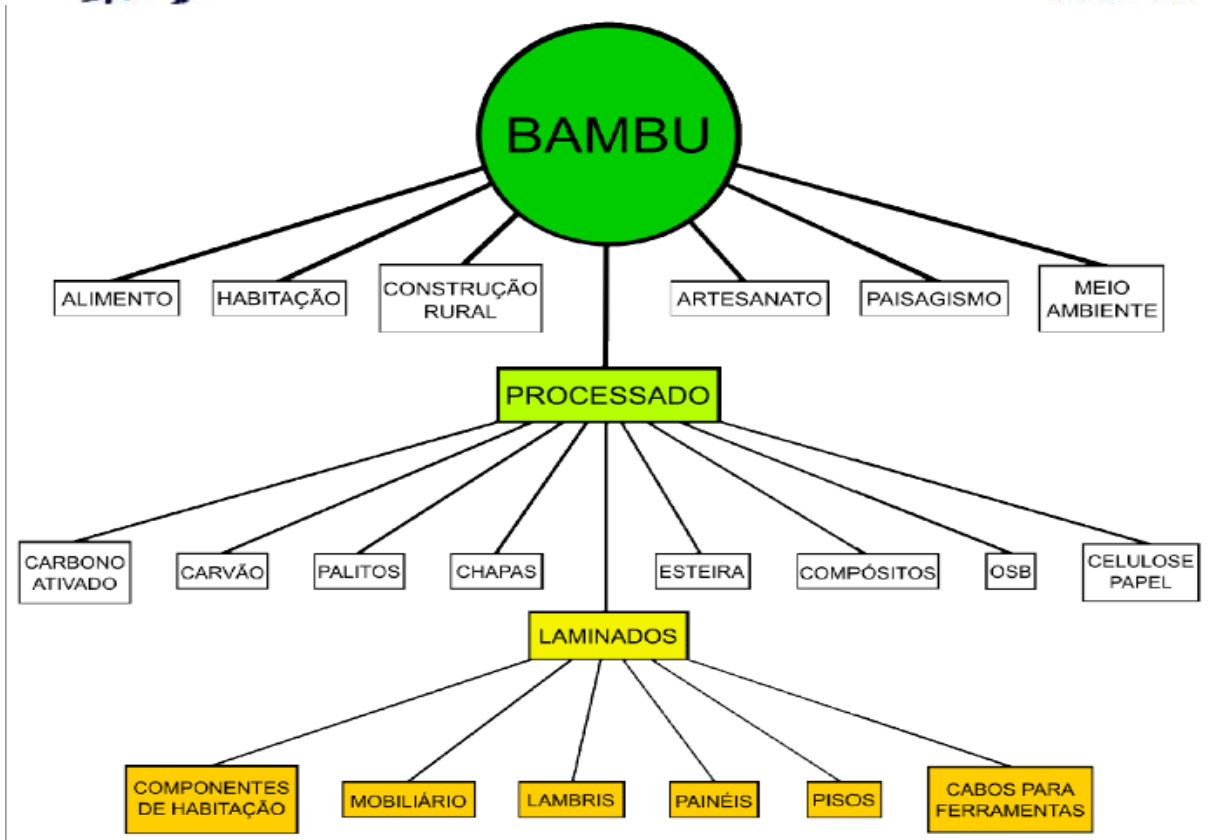 BAMBU
ALIMENTO
HABITAÇÃO
CONSTRUÇÃO
RURAL
ARTESANATO
PAISAGISMO
MEIO
AMBIENTE
PROCESSADO
CARBONO
ATIVADO
CARVÃO
PALITOS
CHAPAS
ESTEIRA
COMPÓSITOS
OSB
CELULOSE
PAPEL
LAMINADOS
COMPONENTES
DE HABITAÇÃO
MOBILIÁRIO
LAMBRIS
PAINÉIS
PISOS
CABOS PARA
FERRAMENTAS